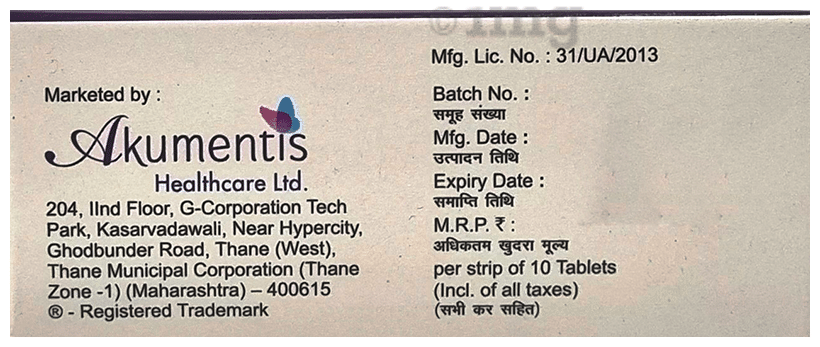 ©1mg
Mfg. Lic. No. : 31/UA/2013
Marketed by :
Akumentis
Healthcare Ltd.
204, IInd Floor, G-Corporation Tech
Park, Kasarvadawali, Near Hypercity,
Ghodbunder Road, Thane (West),
Thane Municipal Corporation (Thane
Zone -1) (Maharashtra) – 400615
® - Registered Trademark
Batch No. :
समूह संख्या
Mfg. Date :
उत्पादन तिथि
Expiry Date :
समाप्ति तिथि
M.R.P. ₹ :
अधिकतम खुदरा मूल्य
per strip of 10 Tablets
(Incl. of all taxes)
(सभी कर सहित)